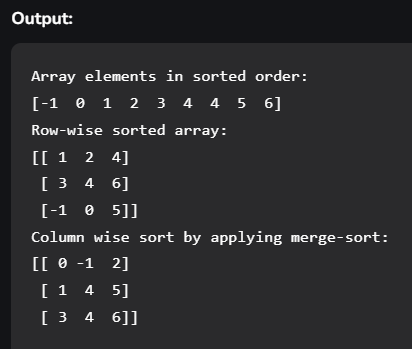 Output:
Array elements in sorted order:
[-1  0  1  2  3  4  4  5  6]
Row-wise sorted array:
[[ 1  2  4]
 [ 3  4  6]
 [-1  0  5]]
Column wise sort by applying merge-sort:
[[ 0 -1  2]
 [ 1  4  5]
 [ 3  4  6]]